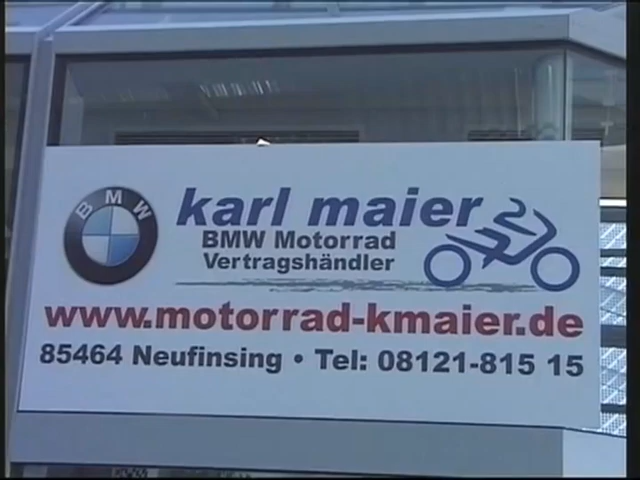 BMW
karl maier
BMW Motorrad
Vertragshändler
www.motorrad-kmaier.de
85464 Neufinsing • Tel: 08121-815 15